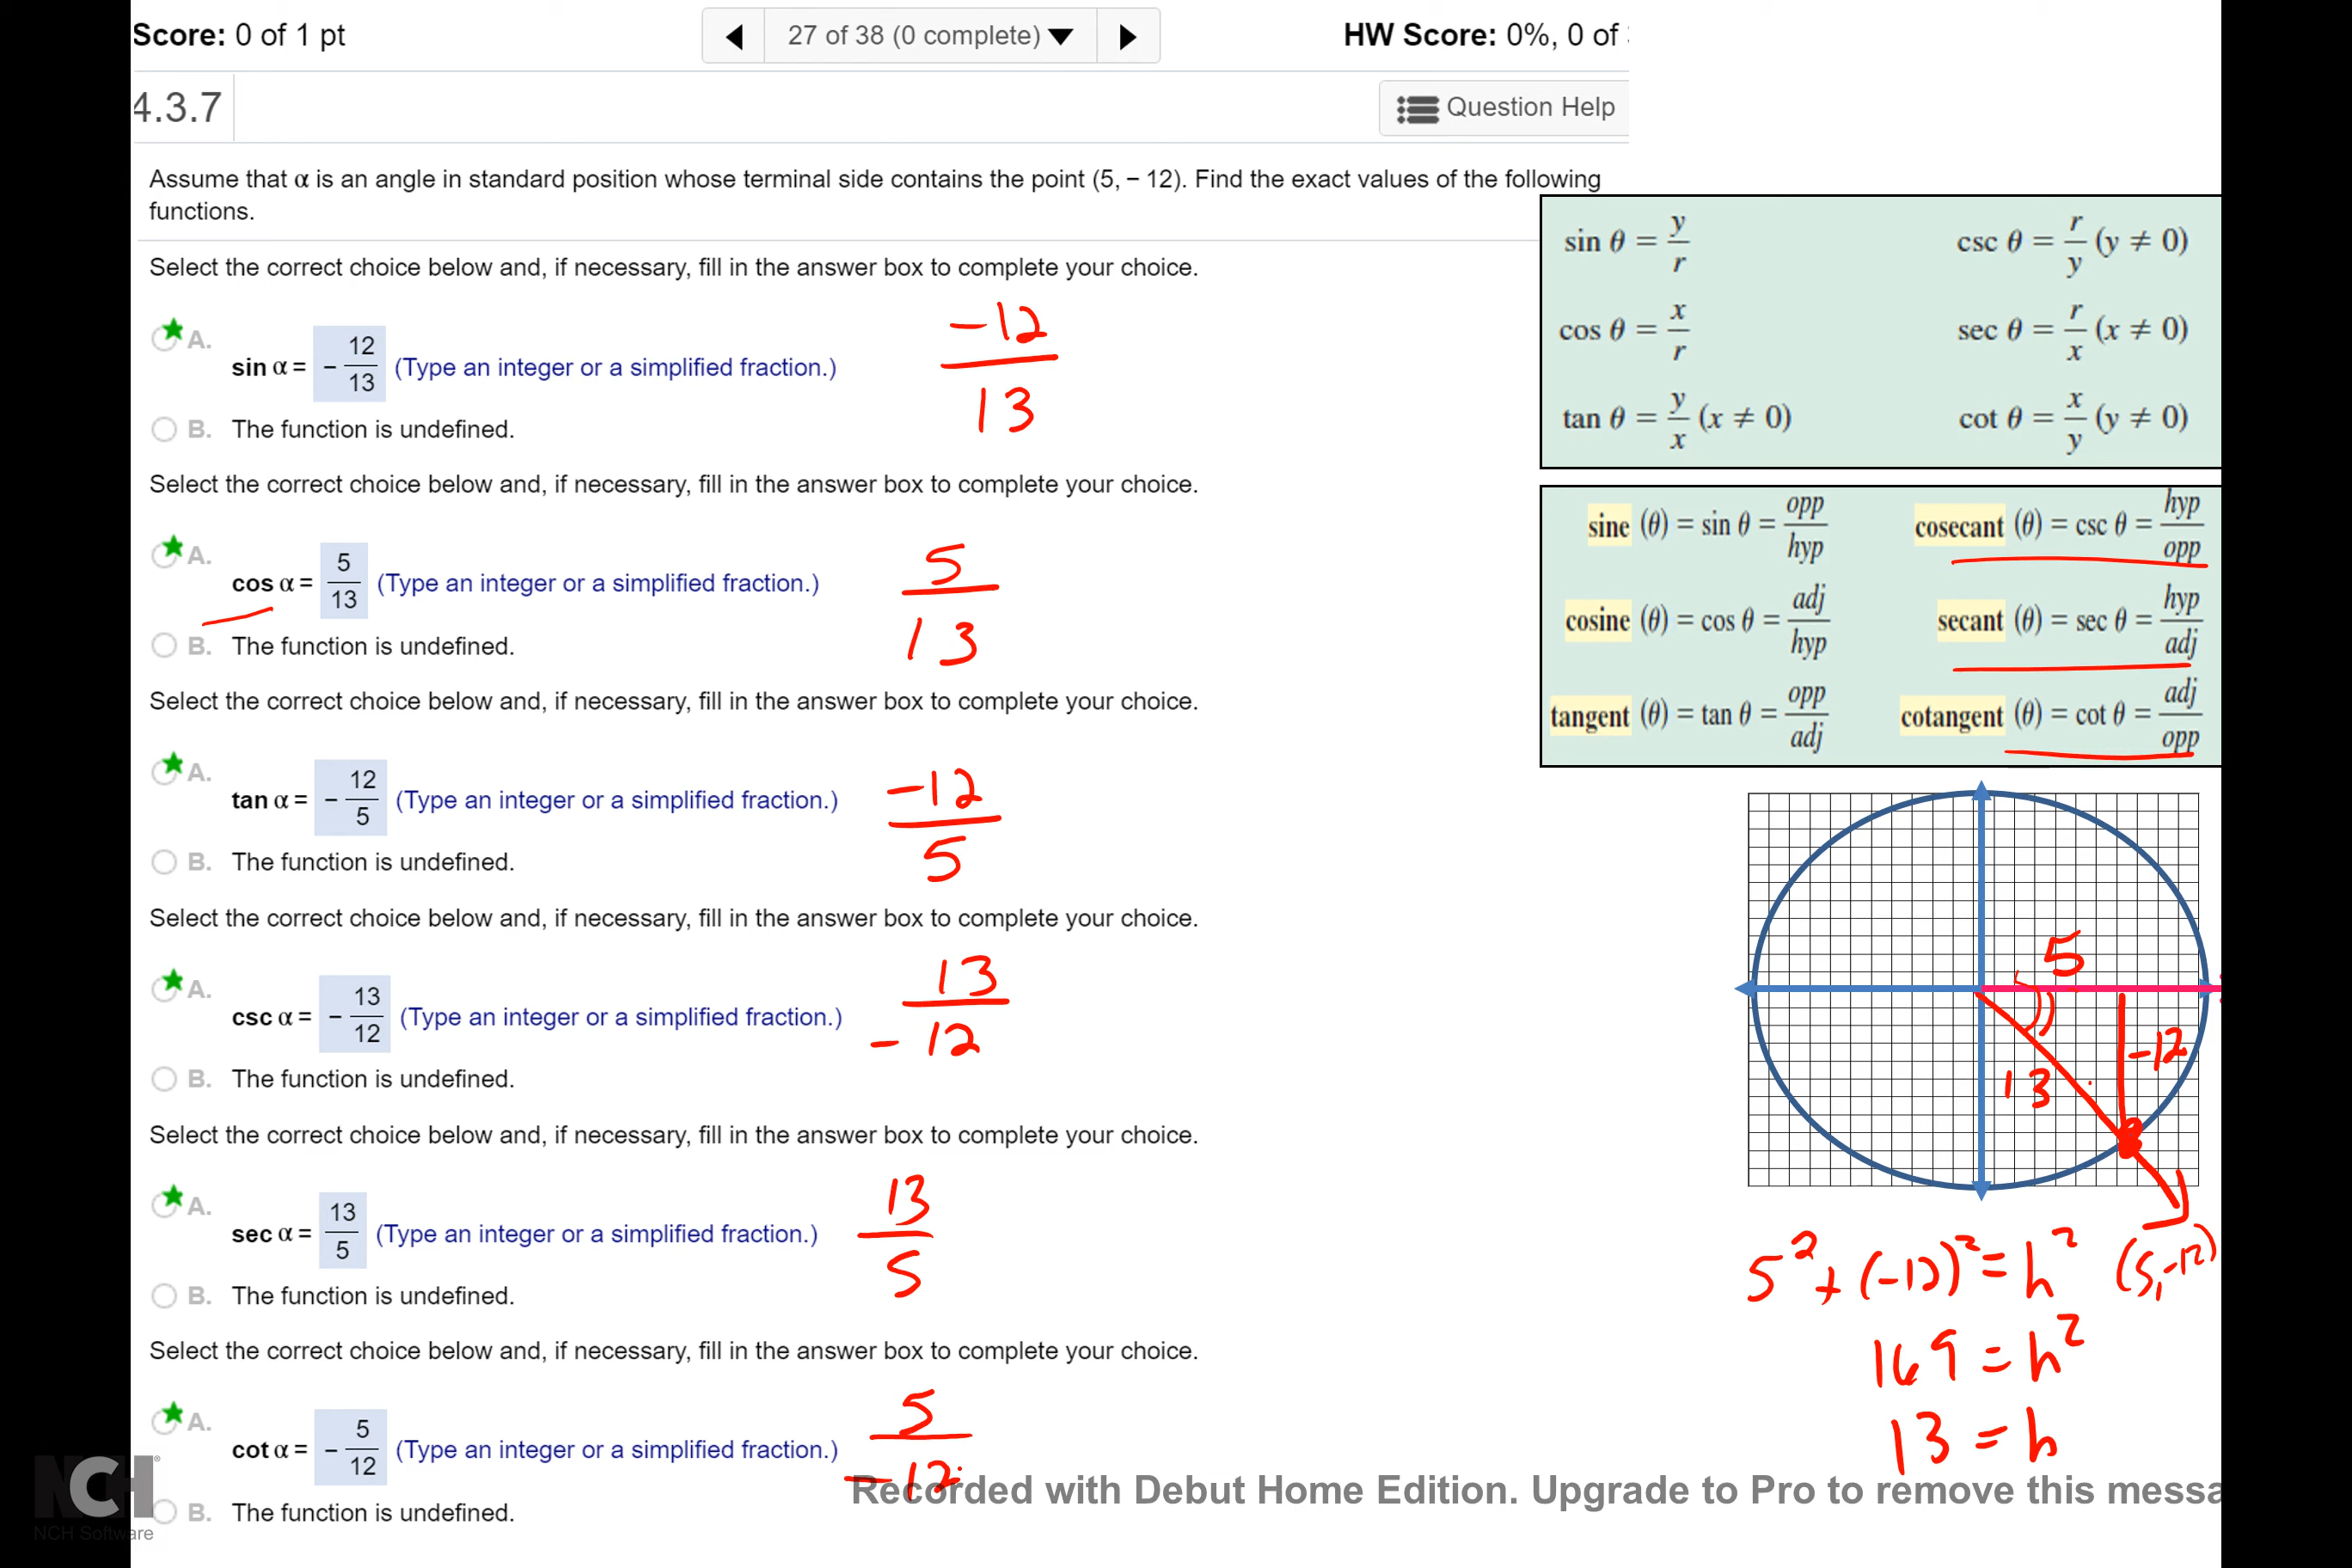 Score: 0 of 1 pt
27 of 38 (0 complete)
HW Score: 0%, 0 of
4.3.7
Question Help
Assume that α is an angle in standard position whose terminal side contains the point (5, − 12). Find the exact values of the following
functions.
Select the correct choice below and, if necessary, fill in the answer box to complete your choice.
A. sin α = − 12/13 (Type an integer or a simplified fraction.) −12/13
B. The function is undefined.
Select the correct choice below and, if necessary, fill in the answer box to complete your choice.
A. cos α = 5/13 (Type an integer or a simplified fraction.) 5/13
B. The function is undefined.
Select the correct choice below and, if necessary, fill in the answer box to complete your choice.
A. tan α = − 12/5 (Type an integer or a simplified fraction.) −12/5
B. The function is undefined.
Select the correct choice below and, if necessary, fill in the answer box to complete your choice.
A. csc α = − 13/12 (Type an integer or a simplified fraction.) 13/−12
B. The function is undefined.
Select the correct choice below and, if necessary, fill in the answer box to complete your choice.
A. sec α = 13/5 (Type an integer or a simplified fraction.) 13/5
B. The function is undefined.
Select the correct choice below and, if necessary, fill in the answer box to complete your choice.
A. cot α = − 5/12 (Type an integer or a simplified fraction.) 5/−12
B. The function is undefined.
sin θ = y/r csc θ = r/y (y ≠ 0)
cos θ = x/r sec θ = r/x (x ≠ 0)
tan θ = y/x (x ≠ 0) cot θ = x/y (y ≠ 0)
sine (θ) = sin θ = opp/hyp cosecant (θ) = csc θ = hyp/opp
cosine (θ) = cos θ = adj/hyp secant (θ) = sec θ = hyp/adj
tangent (θ) = tan θ = opp/adj cotangent (θ) = cot θ = adj/opp
5
−12
13
5² + (−12)² = h² (5, −12)
169 = h²
13 = h
NCH
NCH Software
Recorded with Debut Home Edition. Upgrade to Pro to remove this messa